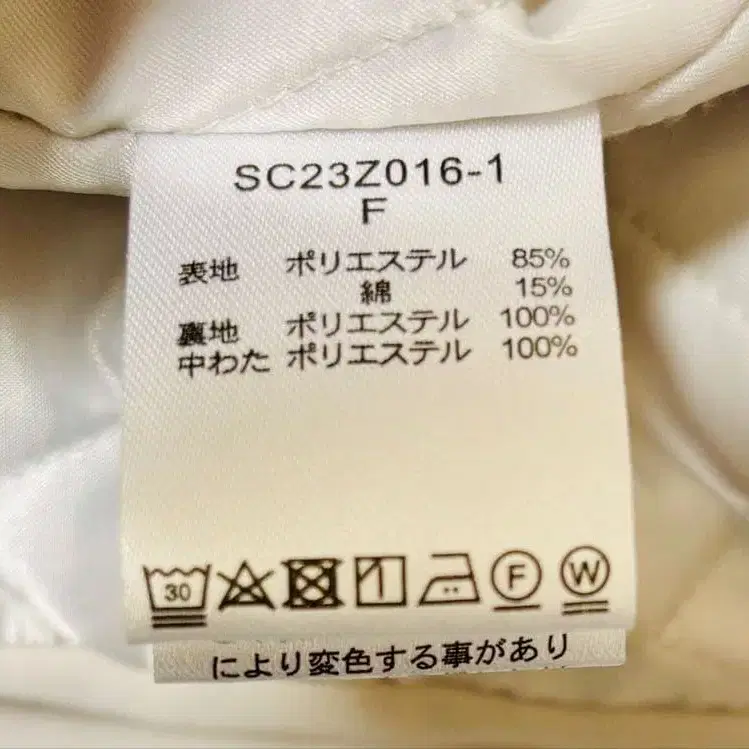 SC23Z016-1
F
表地 ポリエステル 85%
綿 15%
裏地 ポリエステル 100%
中わた ポリエステル 100%
30
F W
により変色する事があり